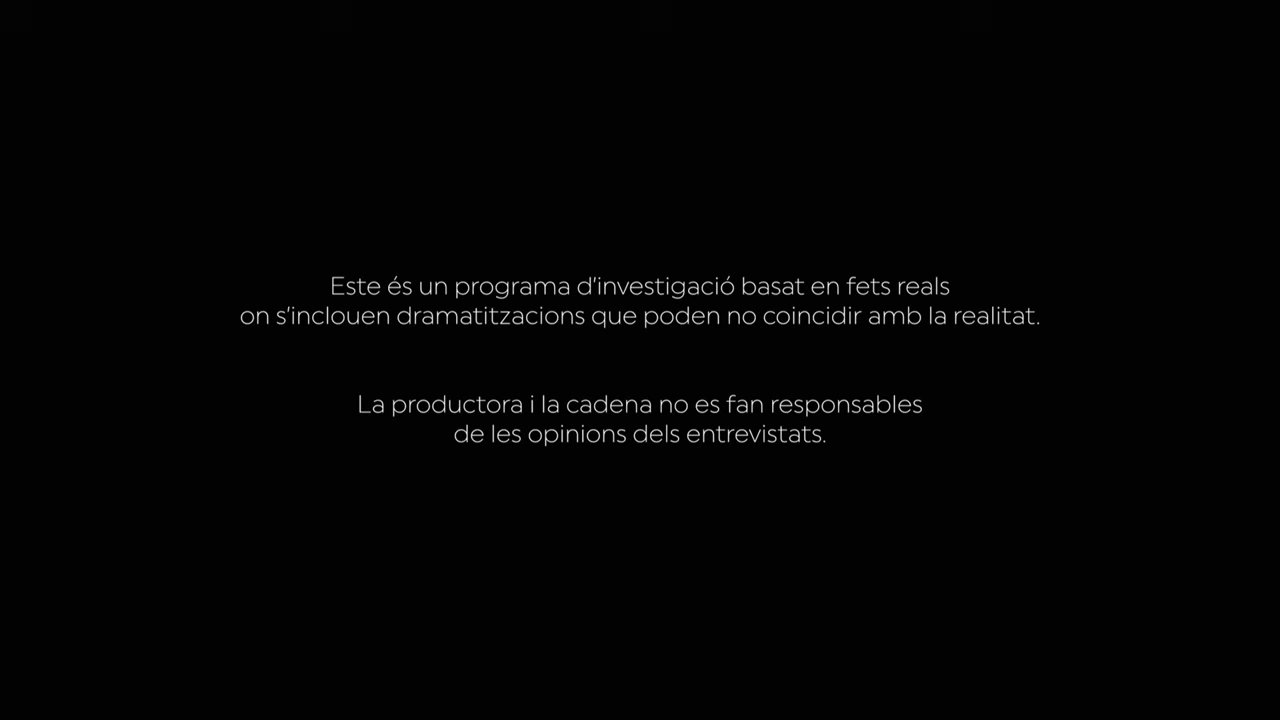 Este és un programa d'investigació basat en fets reals
on s'inclouen dramatitzacions que poden no coincidir amb la realitat.
La productora i la cadena no es fan responsables
de les opinions dels entrevistats.